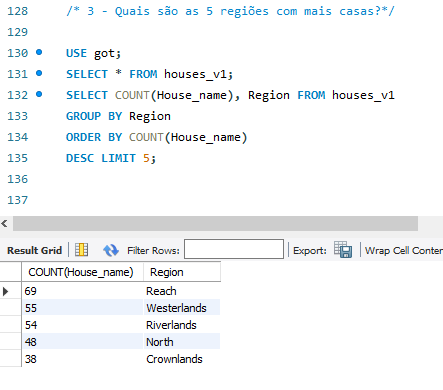 128 /* 3 - Quais são as 5 regiões com mais casas?*/
129
130 USE got;
131 SELECT * FROM houses_v1;
132 SELECT COUNT(House_name), Region FROM houses_v1
133 GROUP BY Region
134 ORDER BY COUNT(House_name)
135 DESC LIMIT 5;
136
137
Result Grid Filter Rows: Export: Wrap Cell Conter
COUNT(House_name) Region
69 Reach
55 Westerlands
54 Riverlands
48 North
38 Crownlands